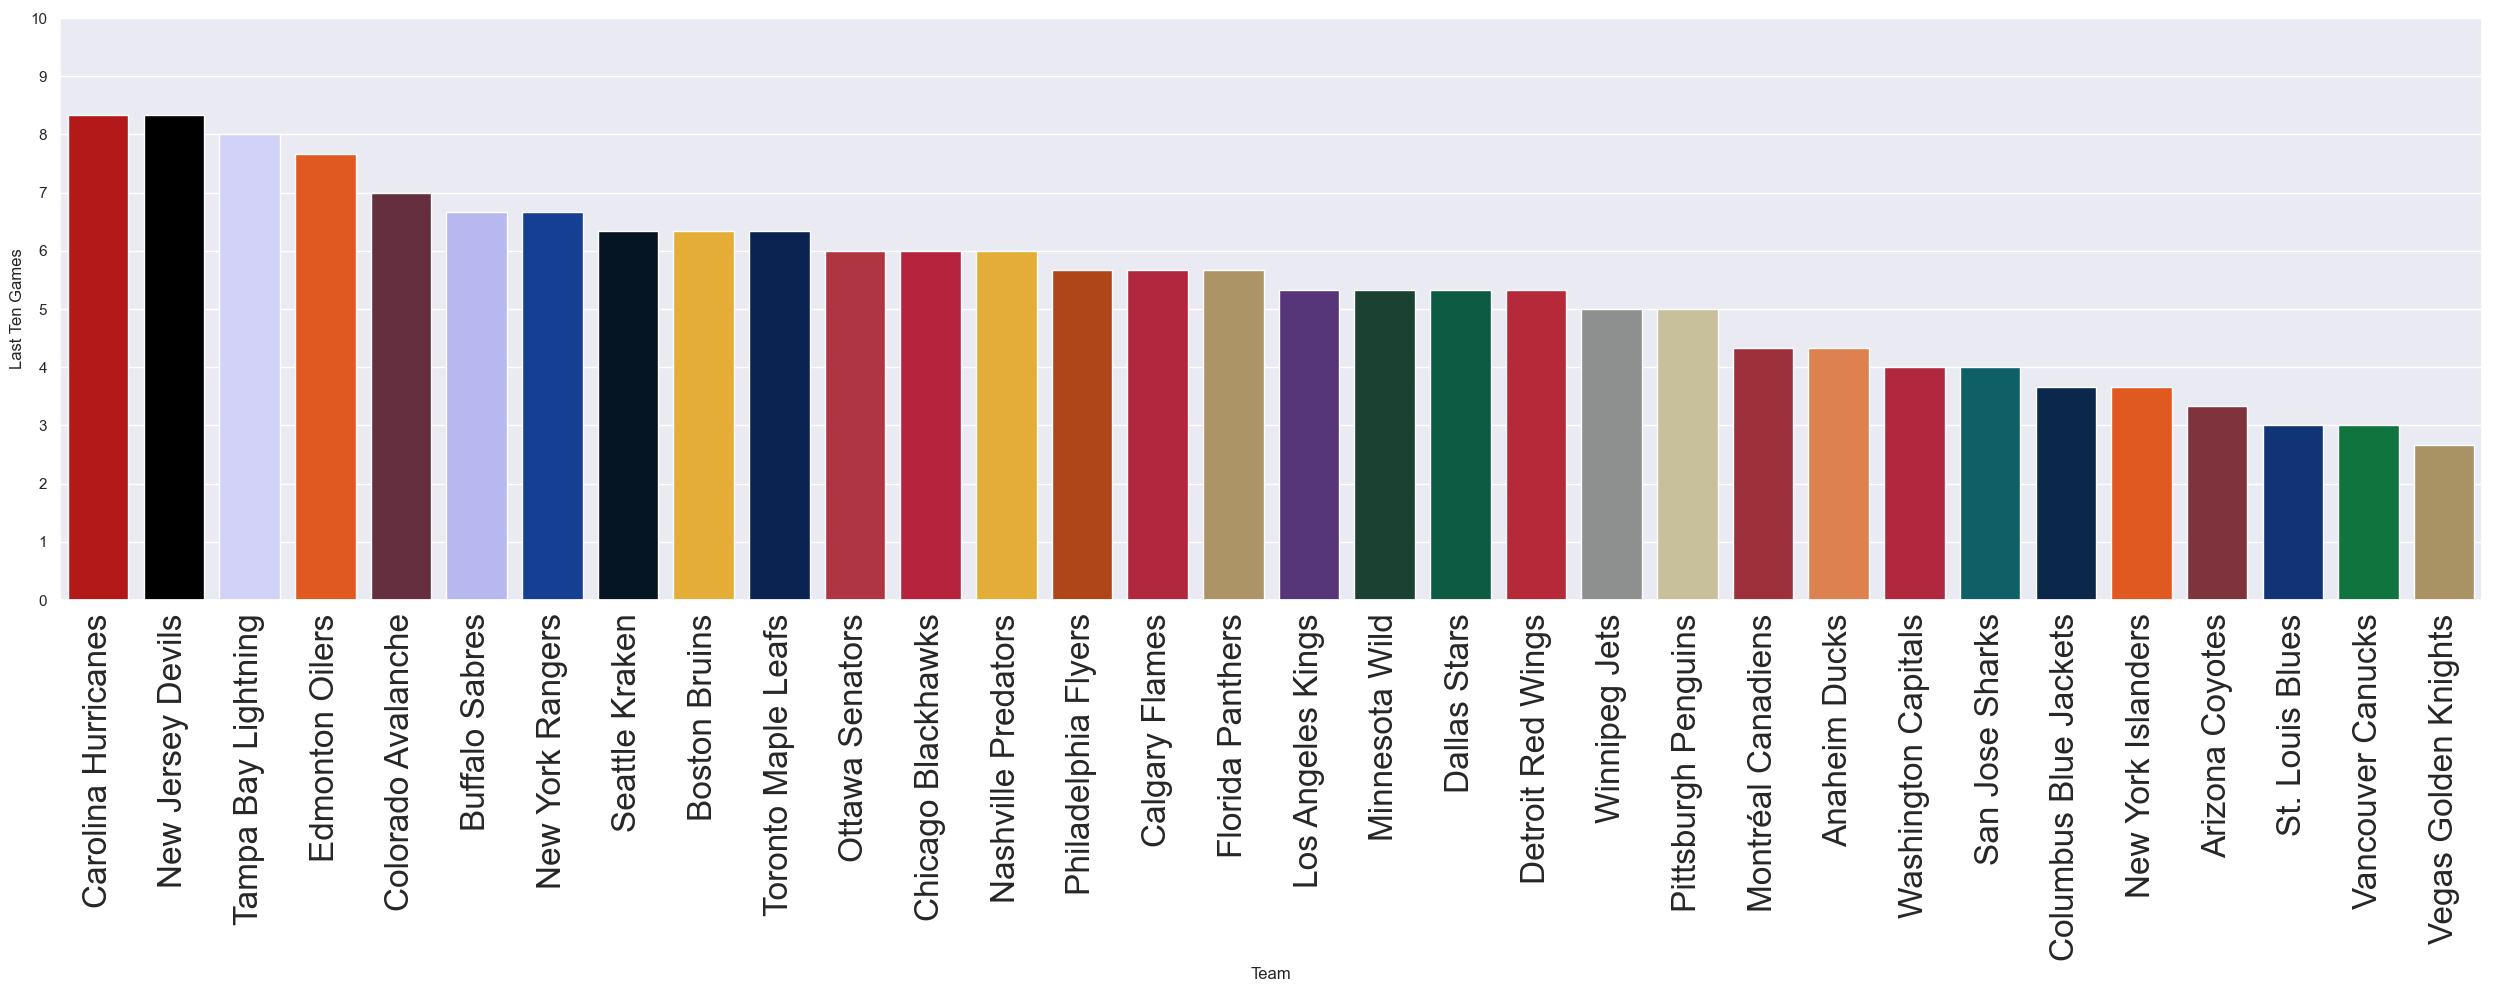 10
9
8
7
6
5
4
3
2
1
0
Last Ten Games
Carolina Hurricanes
New Jersey Devils
Tampa Bay Lightning
Edmonton Oilers
Colorado Avalanche
Buffalo Sabres
New York Rangers
Seattle Kraken
Boston Bruins
Toronto Maple Leafs
Ottawa Senators
Chicago Blackhawks
Nashville Predators
Philadelphia Flyers
Calgary Flames
Florida Panthers
Los Angeles Kings
Minnesota Wild
Dallas Stars
Detroit Red Wings
Winnipeg Jets
Pittsburgh Penguins
Montréal Canadiens
Anaheim Ducks
Washington Capitals
San Jose Sharks
Columbus Blue Jackets
New York Islanders
Arizona Coyotes
St. Louis Blues
Vancouver Canucks
Vegas Golden Knights
Team